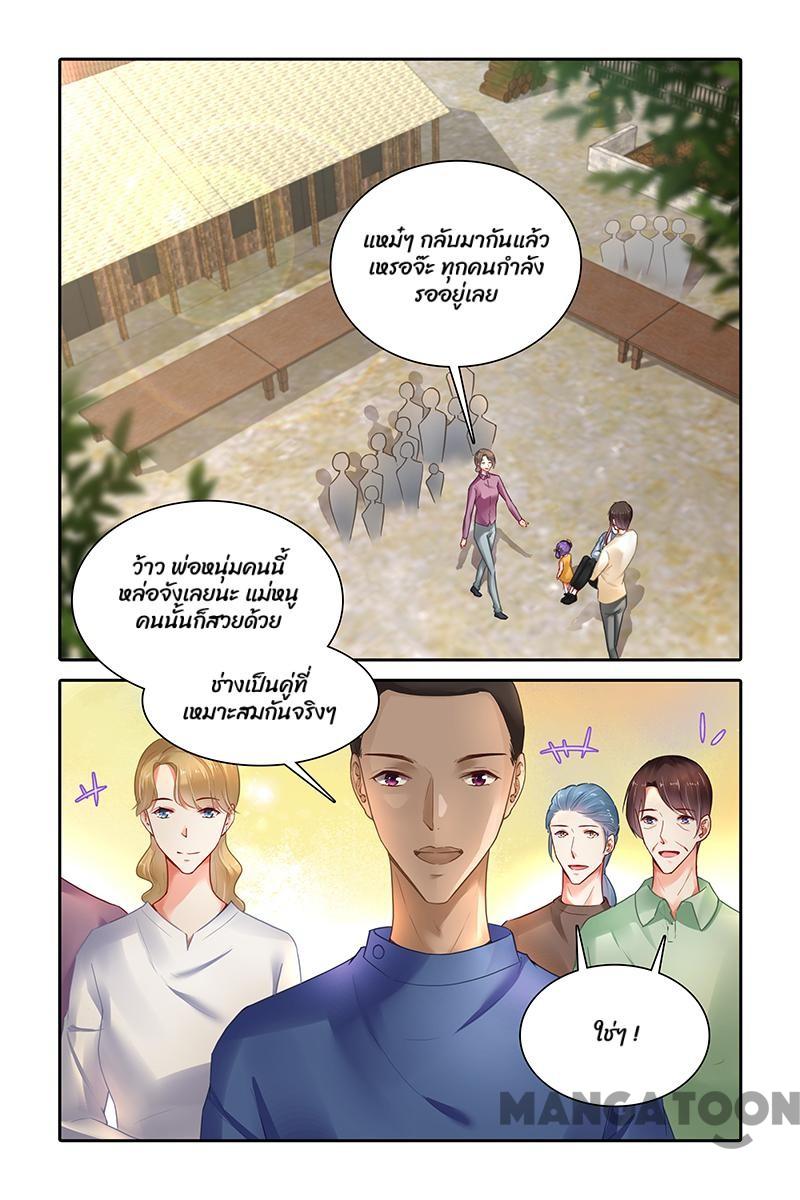 แหม่ๆ กลับมากันแล้ว
เหรอจ๊ะ ทุกคนกำลัง
รออยู่เลย
ว้าว พ่อหนุ่มคนนี้
หล่อจังเลยนะ แม่หนู
คนนั้นก็สวยด้วย
ช่างเป็นคู่ที่
เหมาะสมกันจริงๆ
ใช่ๆ !
MANGATOON